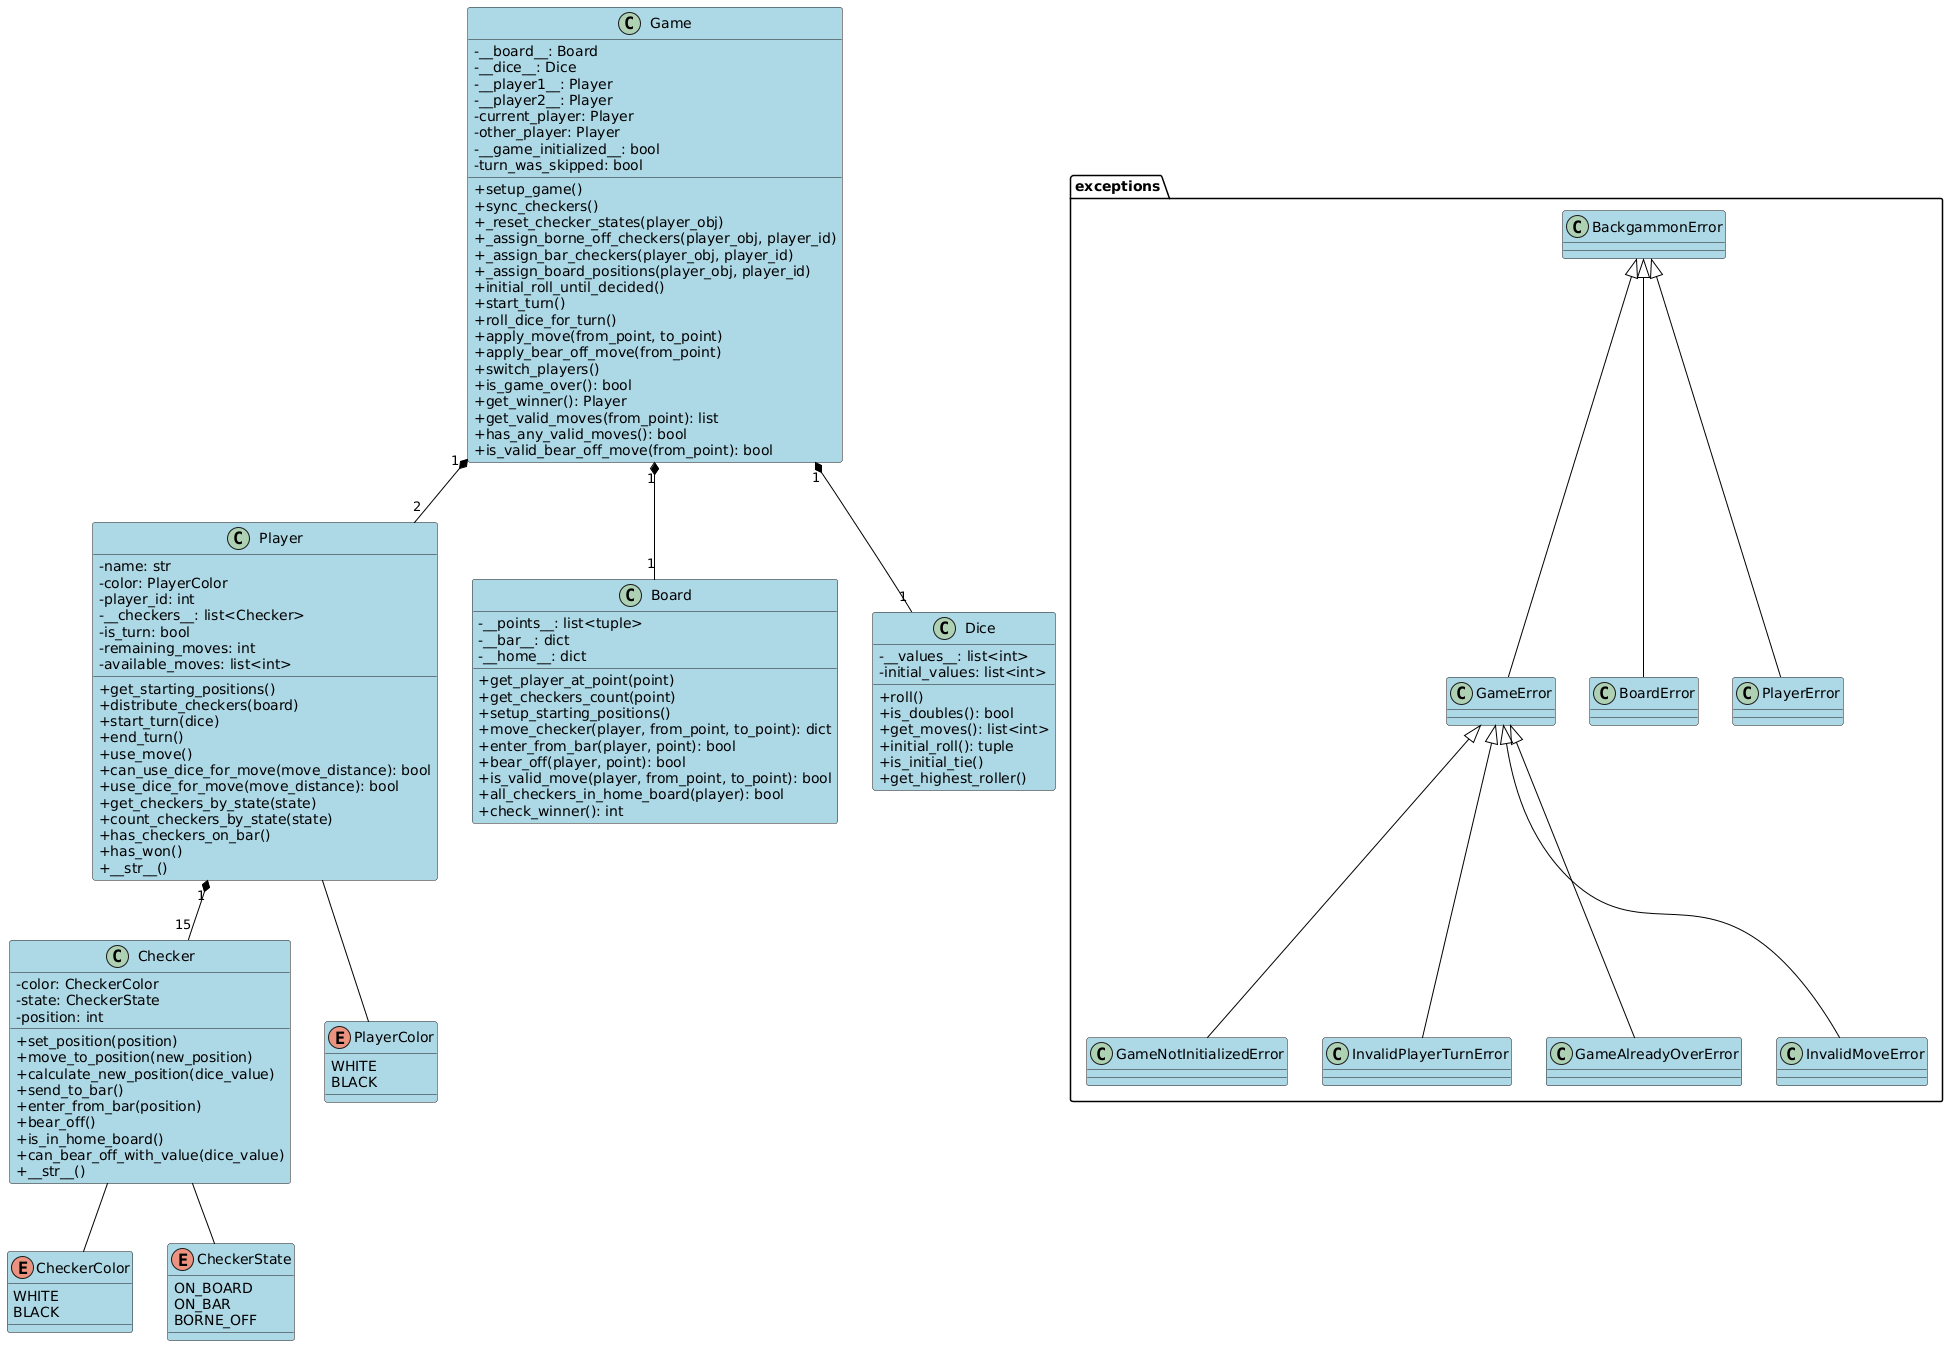 Game
-__board__: Board
-__dice__: Dice
-__player1__: Player
-__player2__: Player
-current_player: Player
-other_player: Player
-__game_initialized__: bool
-turn_was_skipped: bool
+setup_game()
+sync_checkers()
+_reset_checker_states(player_obj)
+_assign_borne_off_checkers(player_obj, player_id)
+_assign_bar_checkers(player_obj, player_id)
+_assign_board_positions(player_obj, player_id)
+initial_roll_until_decided()
+start_turn()
+roll_dice_for_turn()
+apply_move(from_point, to_point)
+apply_bear_off_move(from_point)
+switch_players()
+is_game_over(): bool
+get_winner(): Player
+get_valid_moves(from_point): list
+has_any_valid_moves(): bool
+is_valid_bear_off_move(from_point): bool
1
2
1
1
1
1
C Player
-name: str
-color: PlayerColor
-player_id: int
-__checkers__: list<Checker>
-is_turn: bool
-remaining_moves: int
-available_moves: list<int>
+get_starting_positions()
+distribute_checkers(board)
+start_turn(dice)
+end_turn()
+use_move()
+can_use_dice_for_move(move_distance): bool
+use_dice_for_move(move_distance): bool
+get_checkers_by_state(state)
+count_checkers_by_state(state)
+has_checkers_on_bar()
+has_won()
+__str__()
C Board
-__points__: list<tuple>
-__bar__: dict
-__home__: dict
+get_player_at_point(point)
+get_checkers_count(point)
+setup_starting_positions()
+move_checker(player, from_point, to_point): dict
+enter_from_bar(player, point): bool
+bear_off(player, point): bool
+is_valid_move(player, from_point, to_point): bool
+all_checkers_in_home_board(player): bool
+check_winner(): int
C Dice
-__values__: list<int>
-initial_values: list<int>
+roll()
+is_doubles(): bool
+get_moves(): list<int>
+initial_roll(): tuple
+is_initial_tie()
+get_highest_roller()
1
15
C Checker
-color: CheckerColor
-state: CheckerState
-position: int
+set_position(position)
+move_to_position(new_position)
+calculate_new_position(dice_value)
+send_to_bar()
+enter_from_bar(position)
+bear_off()
+is_in_home_board()
+can_bear_off_with_value(dice_value)
+__str__()
E PlayerColor
WHITE
BLACK
E CheckerColor
WHITE
BLACK
E CheckerState
ON_BOARD
ON_BAR
BORNE_OFF
exceptions
C BackgammonError
C GameError
C BoardError
C PlayerError
C GameNotInitializedError
C InvalidPlayerTurnError
C GameAlreadyOverError
C InvalidMoveError